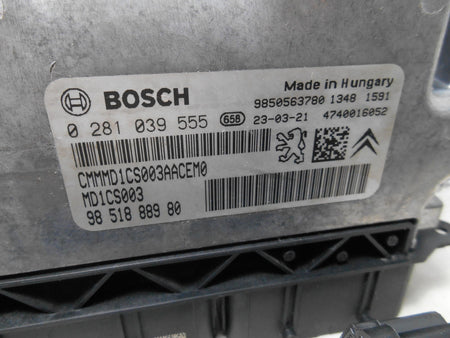 BOSCH
Made in Hungary
9850563780 1348 1591
0 281 039 555 658 23-03-21 4740016052
CMMMD1CS003AACEM0
MD1CS003
98 518 889 80